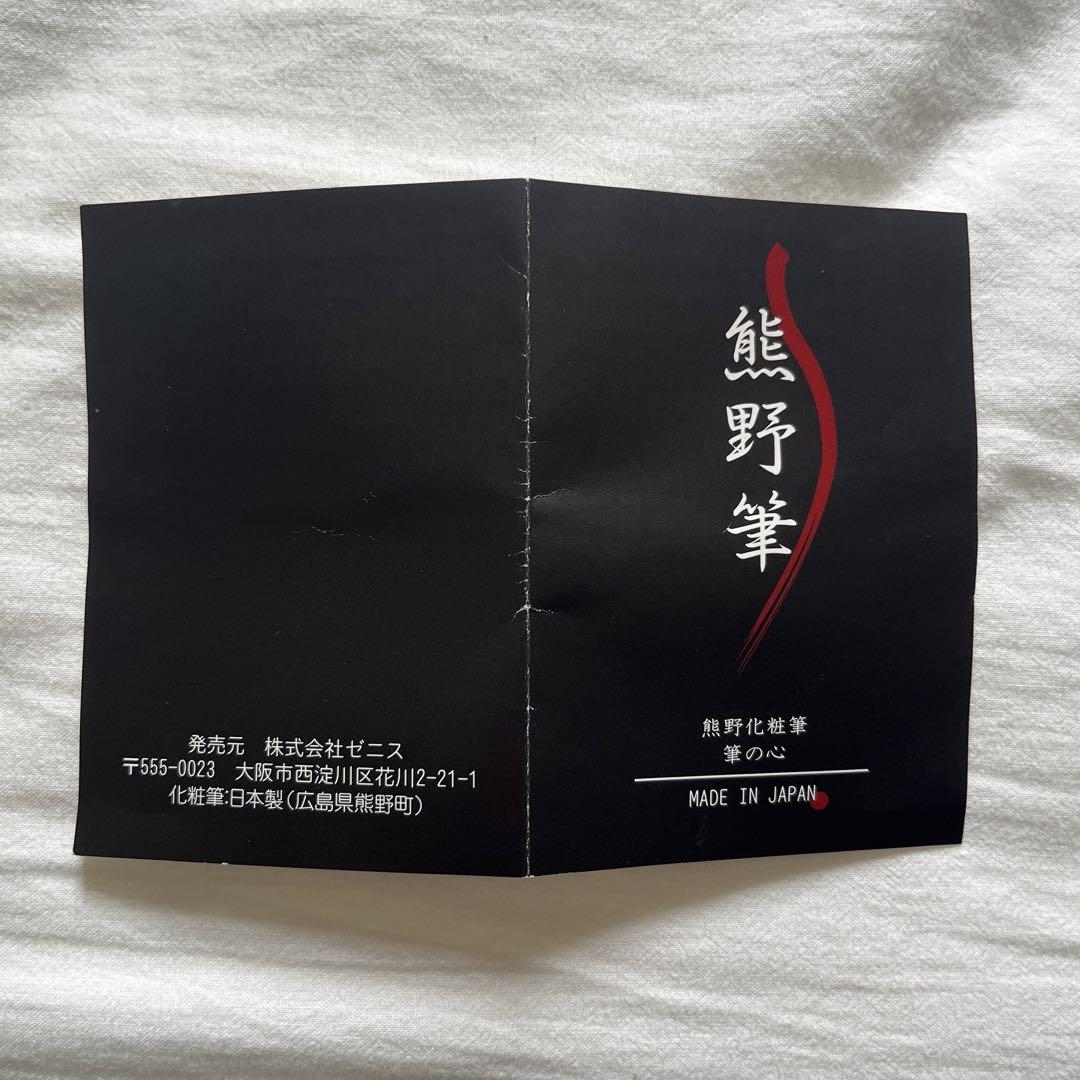 熊野筆
熊野化粧筆
筆の心
MADE IN JAPAN
発売元 株式会社ゼニス
〒555-0023 大阪市西淀川区花川2-21-1
化粧筆:日本製(広島県熊野町)